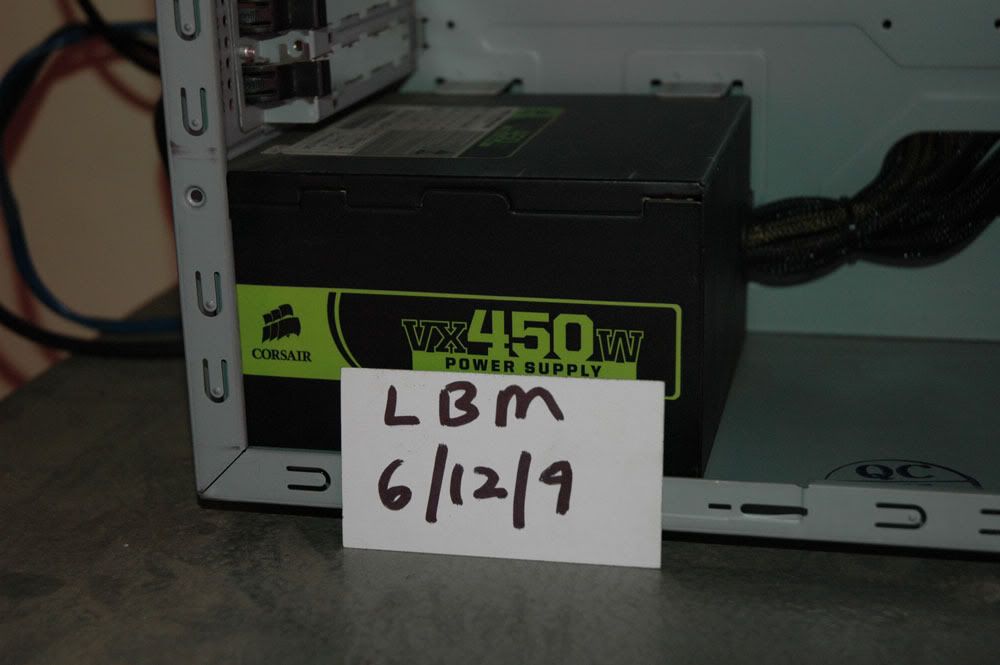 CORSAIR
VX450W
POWER SUPPLY
LBM
6/12/9
QC